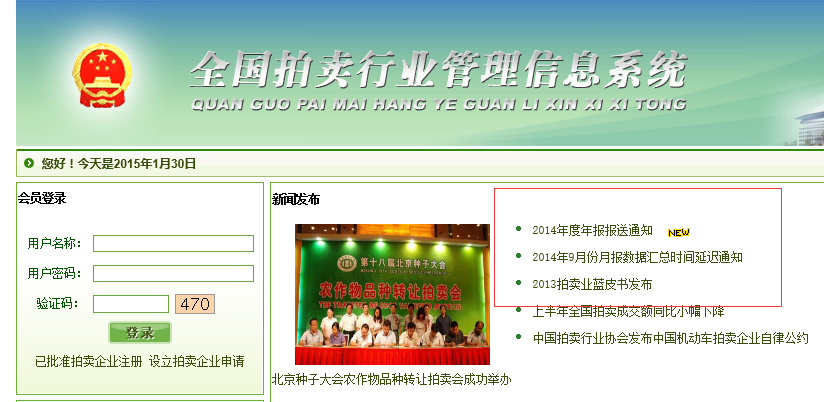 全国拍卖行业管理信息系统
QUAN GUO PAI MAI HANG YE GUAN LI XIN XI XI TONG
您好！今天是2015年1月30日
会员登录
用户名称：
用户密码：
验证码：
470
登录
已批准拍卖企业注册 设立拍卖企业申请
新闻发布
第十八届北京种子大会
农作物品种转让拍卖会
北京种子大会农作物品种转让拍卖会成功举办
2014年度年报报送通知 NEW
2014年9月份月报数据汇总时间延迟通知
2013拍卖业蓝皮书发布
上半年全国拍卖成交额同比小幅下降
中国拍卖行业协会发布中国机动车拍卖企业自律公约